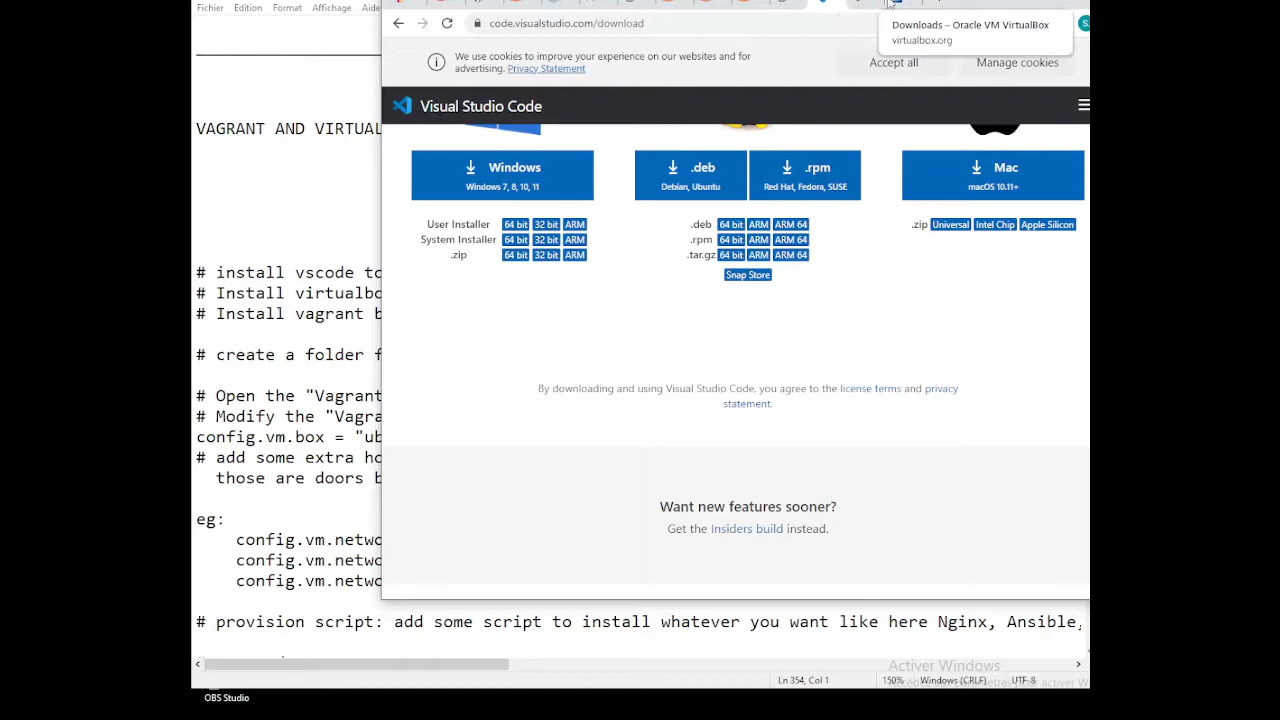 Fichier Edition Format Affichage
code.visualstudio.com/download
Downloads – Oracle VM VirtualBox
virtualbox.org
We use cookies to improve your experience on our websites and for
advertising. Privacy Statement
Accept all
Manage cookies
Visual Studio Code
VAGRANT AND VIRTUAL
Windows
Windows 7, 8, 10, 11
.deb
Debian, Ubuntu
.rpm
Red Hat, Fedora, SUSE
Mac
macOS 10.11+
User Installer 64 bit 32 bit ARM
System Installer 64 bit 32 bit ARM
.zip 64 bit 32 bit ARM
.deb 64 bit ARM ARM 64
.rpm 64 bit ARM ARM 64
.tar.gz 64 bit ARM ARM 64
Snap Store
.zip Universal Intel Chip Apple Silicon
By downloading and using Visual Studio Code, you agree to the license terms and privacy
statement.
Want new features sooner?
Get the Insiders build instead.
# install vscode to
# Install virtualbo
# Install vagrant b
# create a folder f
# Open the "Vagrant
# Modify the "Vagra
config.vm.box = "ub
# add some extra ho
those are doors b
eg:
config.vm.netwo
config.vm.netwo
config.vm.netwo
# provision script: add some script to install whatever you want like here Nginx, Ansible,
Activer Windows
Ln 354, Col 1
150%
Windows (CRLF)
UTF-8
OBS Studio